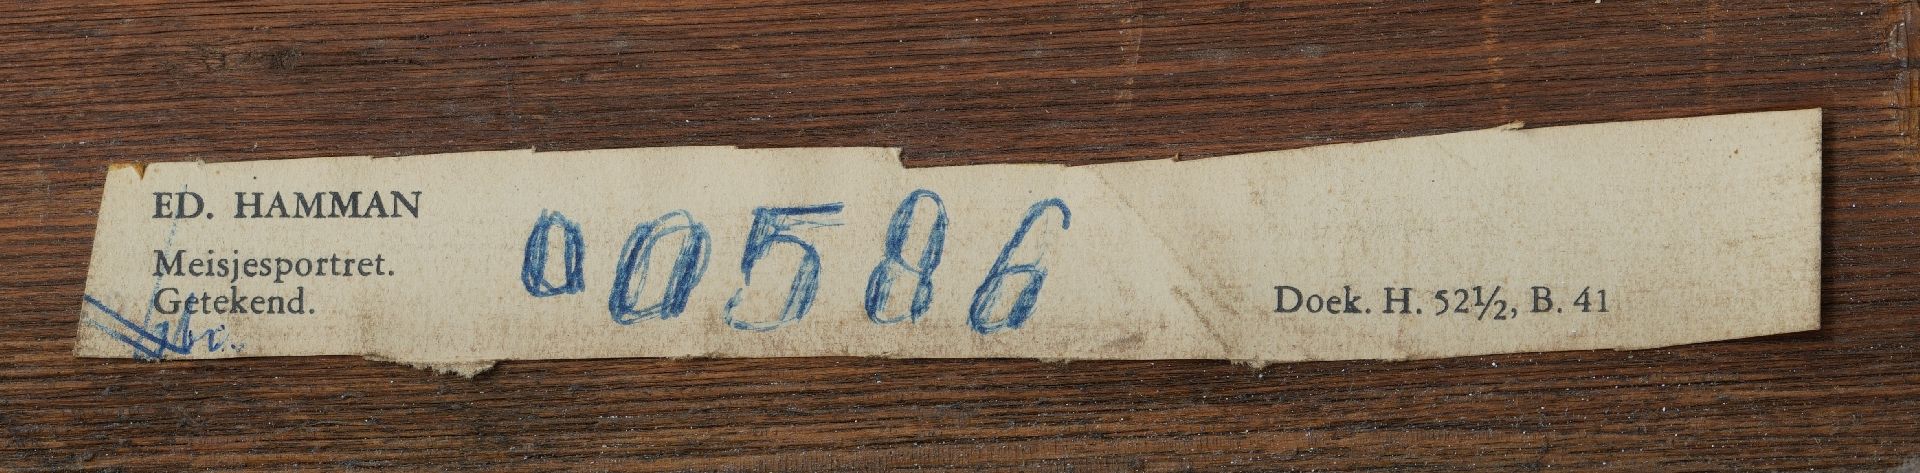 ED. HAMMAN
Meisjesportret.
Getekend.
00586
Doek. H. 52½, B. 41